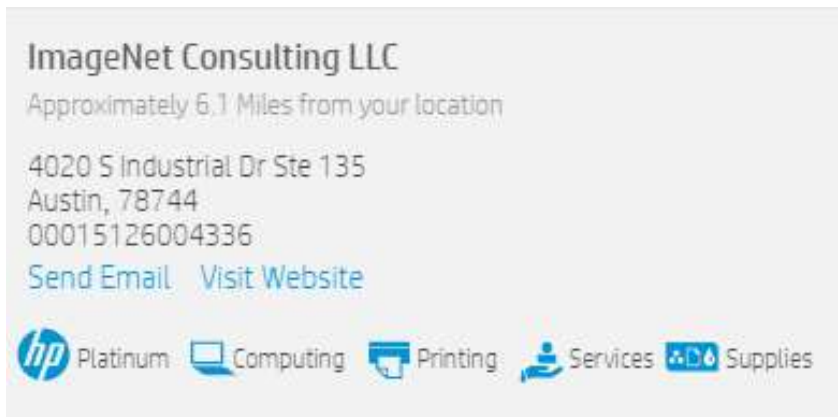 ImageNet Consulting LLC
Approximately 6.1 Miles from your location
4020 S Industrial Dr Ste 135
Austin, 78744
00015126004336
Send Email Visit Website
hp Platinum Computing Printing Services Supplies